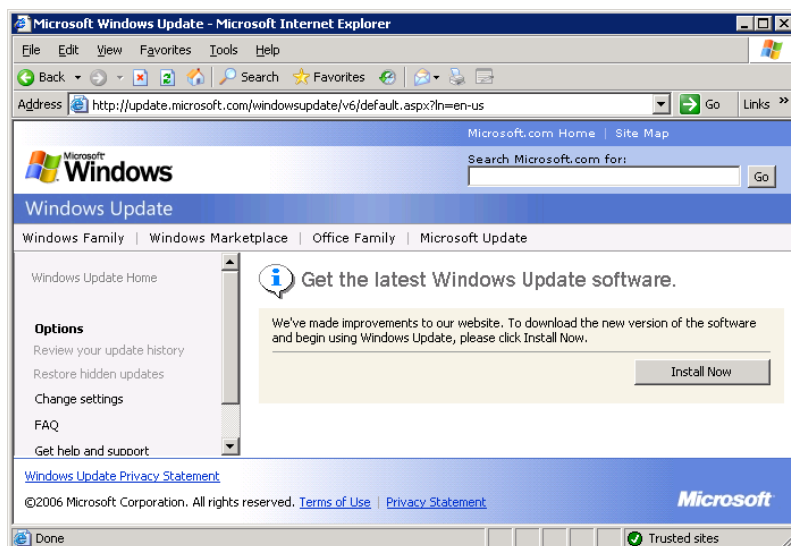 Microsoft Windows Update - Microsoft Internet Explorer
File Edit View Favorites Tools Help
Back Search Favorites
Address http://update.microsoft.com/windowsupdate/v6/default.aspx?ln=en-us Go Links »
Microsoft.com Home | Site Map
Microsoft Windows
Search Microsoft.com for:
Go
Windows Update
Windows Family | Windows Marketplace | Office Family | Microsoft Update
Windows Update Home
Get the latest Windows Update software.
Options
Review your update history
Restore hidden updates
Change settings
FAQ
Get help and support
We've made improvements to our website. To download the new version of the software
and begin using Windows Update, please click Install Now.
Install Now
Windows Update Privacy Statement
©2006 Microsoft Corporation. All rights reserved. Terms of Use | Privacy Statement
Microsoft
Done Trusted sites